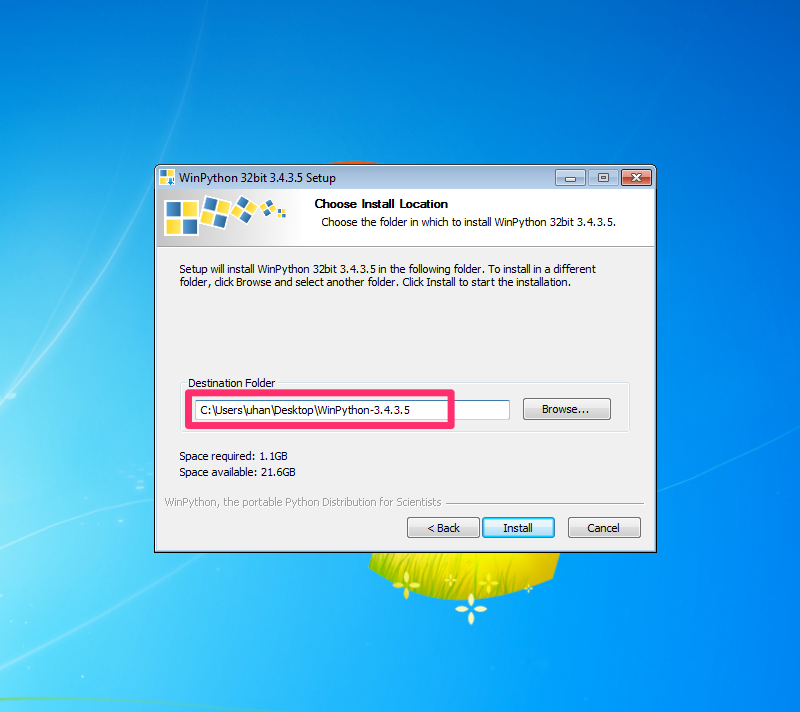 WinPython 32bit 3.4.3.5 Setup
Choose Install Location
Choose the folder in which to install WinPython 32bit 3.4.3.5.
Setup will install WinPython 32bit 3.4.3.5 in the following folder. To install in a different
folder, click Browse and select another folder. Click Install to start the installation.
Destination Folder
C:\Users\uhan\Desktop\WinPython-3.4.3.5
Browse...
Space required: 1.1GB
Space available: 21.6GB
WinPython, the portable Python Distribution for Scientists
< Back
Install
Cancel